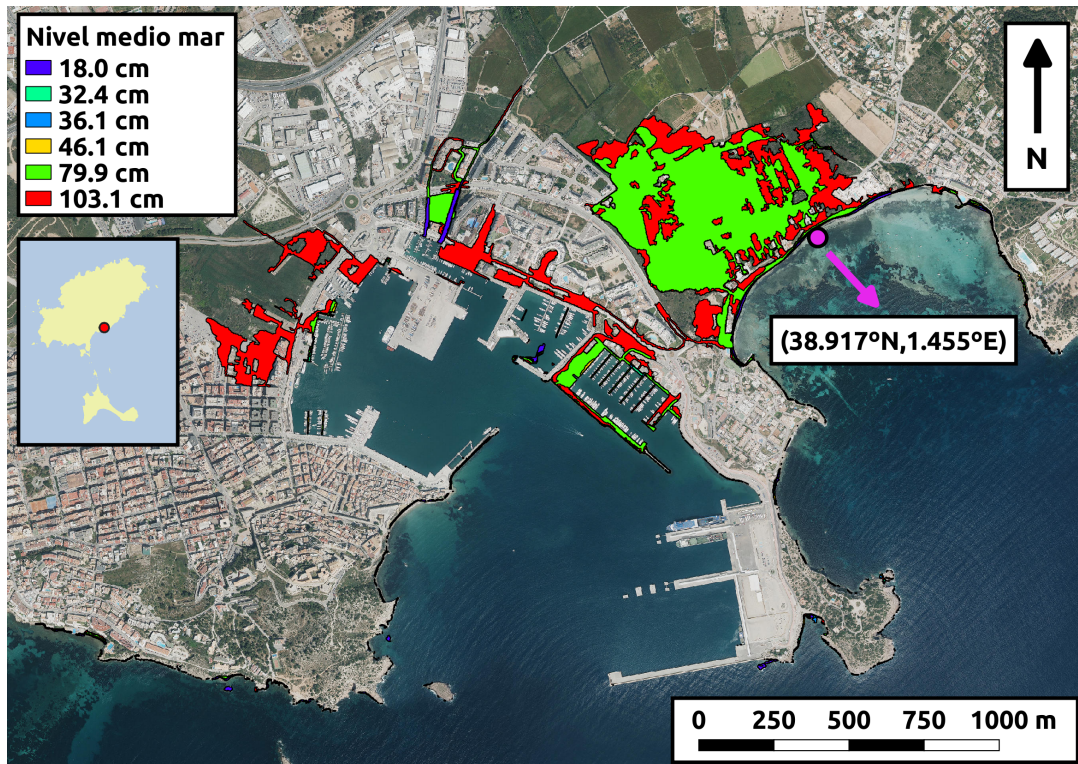 Nivel medio mar
18.0 cm
32.4 cm
36.1 cm
46.1 cm
79.9 cm
103.1 cm
N
(38.917ºN,1.455ºE)
0 250 500 750 1000 m